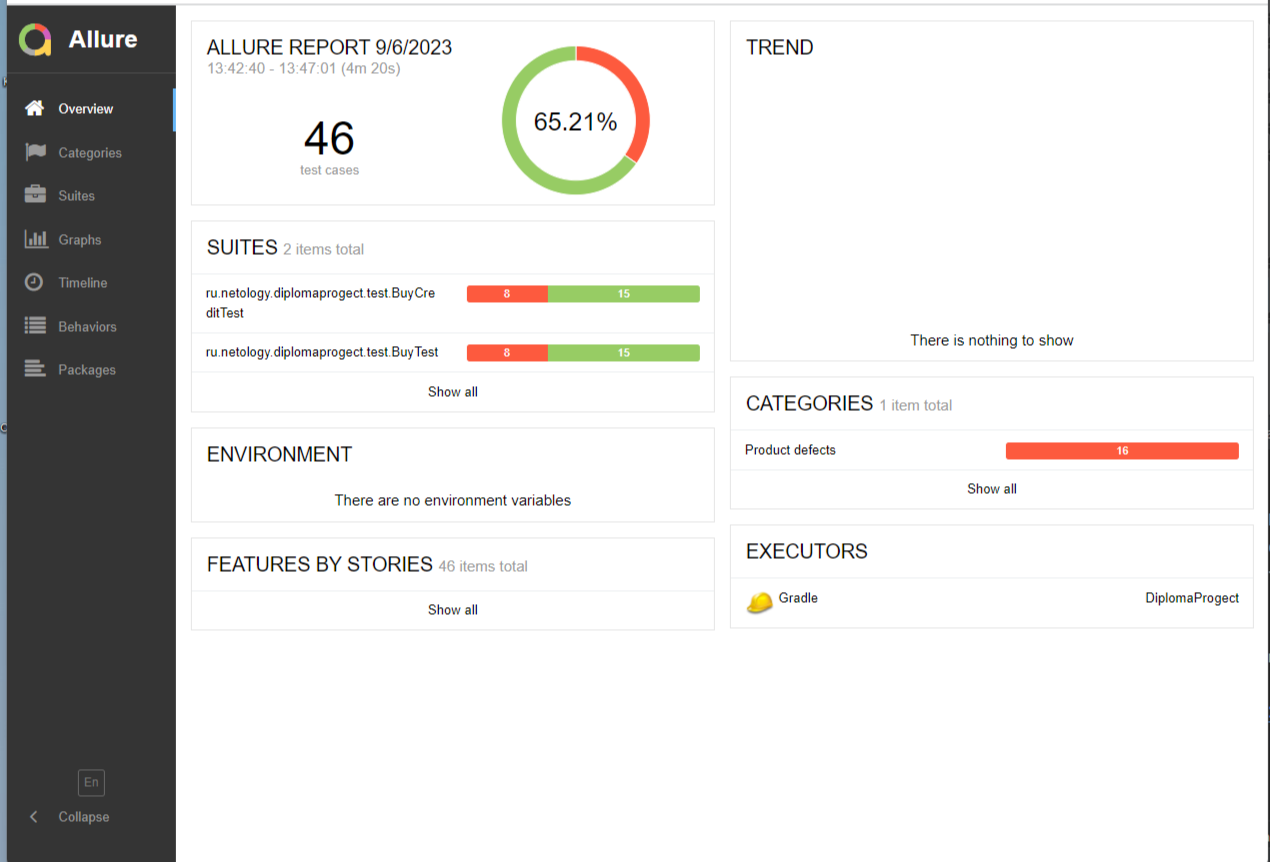 Allure
Overview
Categories
Suites
Graphs
Timeline
Behaviors
Packages
En
Collapse
ALLURE REPORT 9/6/2023
13:42:40 - 13:47:01 (4m 20s)
46
test cases
65.21%
SUITES 2 items total
ru.netology.diplomaprogect.test.BuyCre
ditTest
8 15
ru.netology.diplomaprogect.test.BuyTest
8 15
Show all
ENVIRONMENT
There are no environment variables
FEATURES BY STORIES 46 items total
Show all
TREND
There is nothing to show
CATEGORIES 1 item total
Product defects
16
Show all
EXECUTORS
Gradle
DiplomaProgect